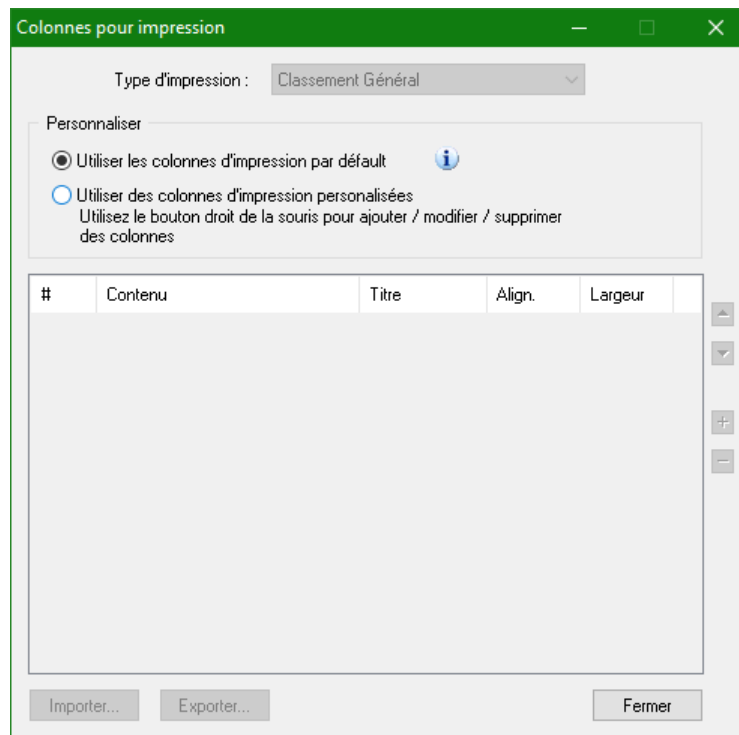 Colonnes pour impression
Type d'impression : Classement Général
Personnaliser
Utiliser les colonnes d'impression par défault
Utiliser des colonnes d'impression personalisées
Utilisez le bouton droit de la souris pour ajouter / modifier / supprimer
des colonnes
# Contenu Titre Align. Largeur
Importer... Exporter... Fermer